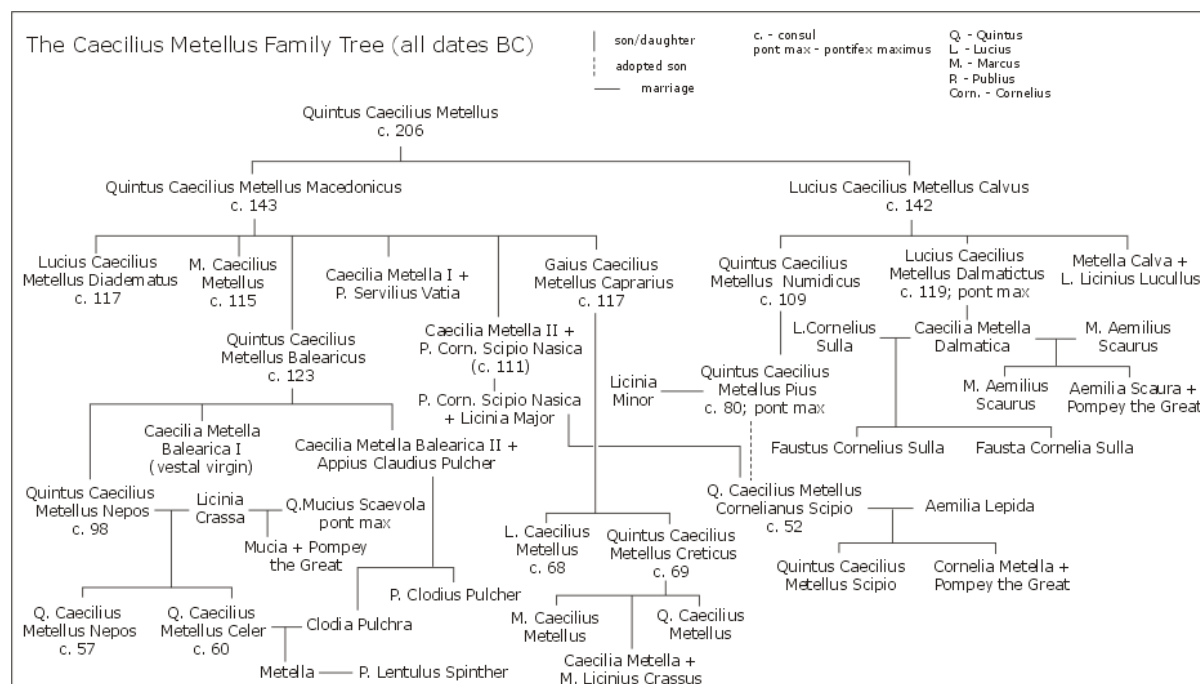 The Caecilius Metellus Family Tree (all dates BC)
son/daughter
adopted son
marriage
c. - consul
pont max - pontifex maximus
Q. - Quintus
L. - Lucius
M. - Marcus
P. - Publius
Corn. - Cornelius
Quintus Caecilius Metellus
c. 206
Quintus Caecilius Metellus Macedonicus
c. 143
Lucius Caecilius Metellus Calvus
c. 142
Lucius Caecilius
Metellus Diadematus
c. 117
M. Caecilius
Metellus
c. 115
Caecilia Metella I +
P. Servilius Vatia
Gaius Caecilius
Metellus Caprarius
c. 117
Quintus Caecilius
Metellus Numidicus
c. 109
Lucius Caecilius
Metellus Dalmatictus
c. 119; pont max
Metella Calva +
L. Licinius Lucullus
Quintus Caecilius
Metellus Balearicus
c. 123
Caecilia Metella II +
P. Corn. Scipio Nasica
(c. 111)
L.Cornelius
Sulla
Caecilia Metella
Dalmatica
M. Aemilius
Scaurus
P. Corn. Scipio Nasica
+ Licinia Major
Licinia
Minor
Quintus Caecilius
Metellus Pius
c. 80; pont max
M. Aemilius
Scaurus
Aemilia Scaura +
Pompey the Great
Caecilia Metella
Balearica I
(vestal virgin)
Caecilia Metella Balearica II +
Appius Claudius Pulcher
Faustus Cornelius Sulla
Fausta Cornelia Sulla
Quintus Caecilius
Metellus Nepos
c. 98
Licinia
Crassa
Q.Mucius Scaevola
pont max
Mucia + Pompey
the Great
Q. Caecilius Metellus
Cornelianus Scipio
c. 52
Aemilia Lepida
L. Caecilius
Metellus
c. 68
Quintus Caecilius
Metellus Creticus
c. 69
Quintus Caecilius
Metellus Scipio
Cornelia Metella +
Pompey the Great
P. Clodius Pulcher
Q. Caecilius
Metellus Nepos
c. 57
Q. Caecilius
Metellus Celer
c. 60
Clodia Pulchra
M. Caecilius
Metellus
Q. Caecilius
Metellus
Metella
P. Lentulus Spinther
Caecilia Metella +
M. Licinius Crassus